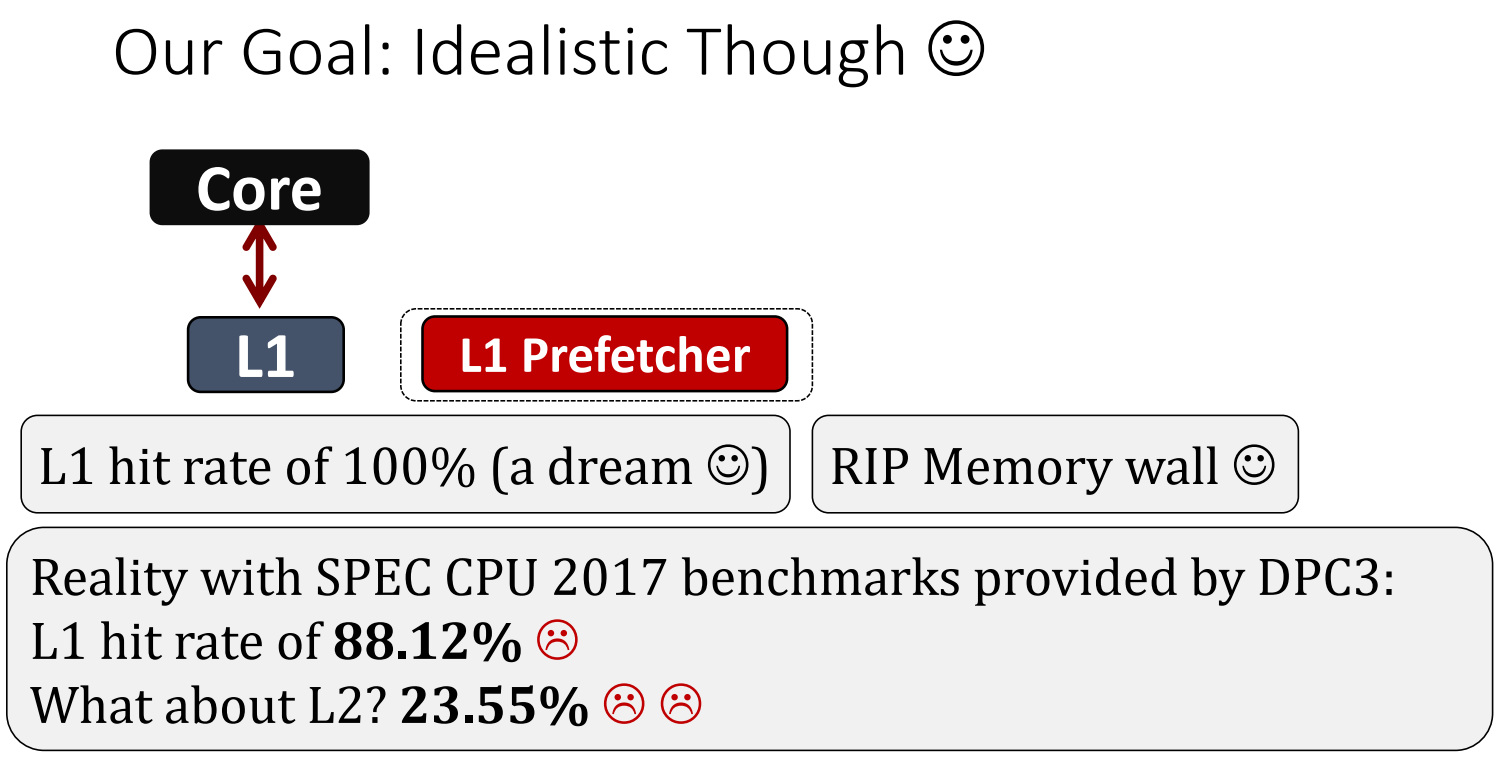 Our Goal: Idealistic Though ☺
Core
L1
L1 Prefetcher
L1 hit rate of 100% (a dream ☺)
RIP Memory wall ☺
Reality with SPEC CPU 2017 benchmarks provided by DPC3:
L1 hit rate of 88.12% ☹
What about L2? 23.55% ☹ ☹